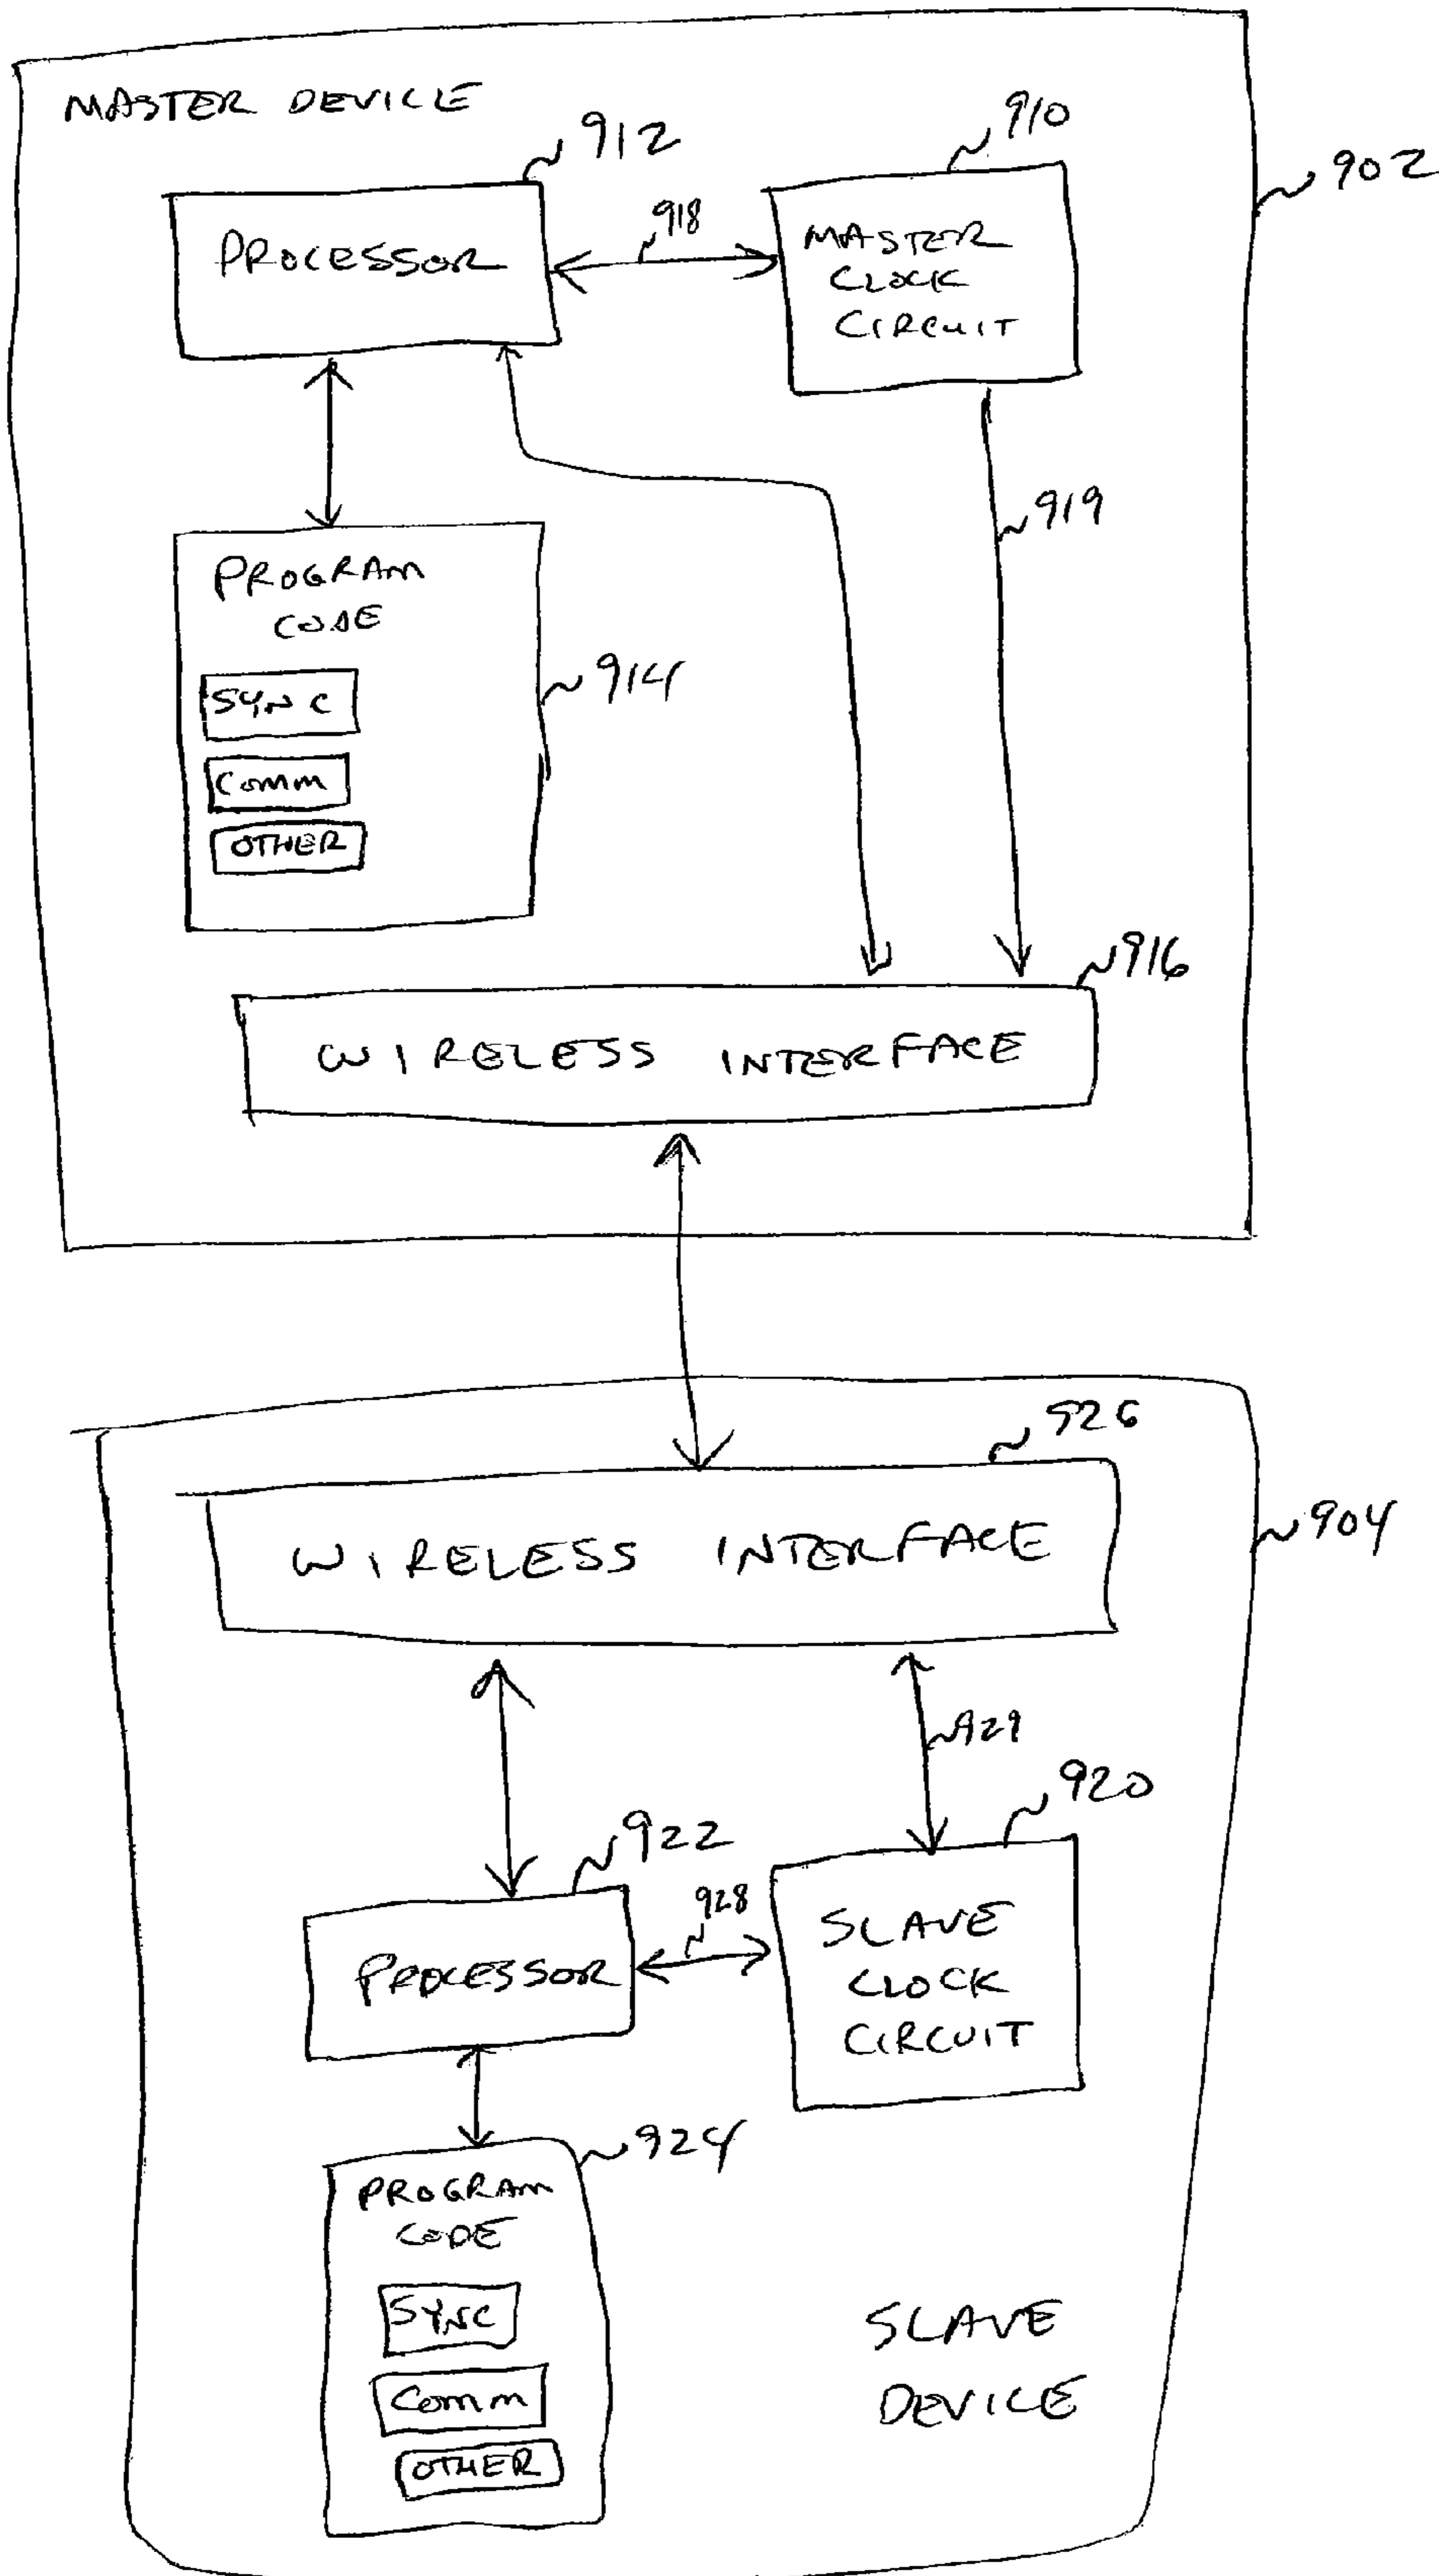 MASTER DEVICE
912
910
902
PROCESSOR
918
MASTER
CLOCK
CIRCUIT
919
PROGRAM
CODE
914
SYNC
Comm
OTHER
916
WIRELESS INTERFACE
926
WIRELESS INTERFACE
904
929
920
922
928
PROCESSOR
SLAVE
CLOCK
CIRCUIT
924
PROGRAM
CODE
SYNC
Comm
OTHER
SLAVE
DEVICE